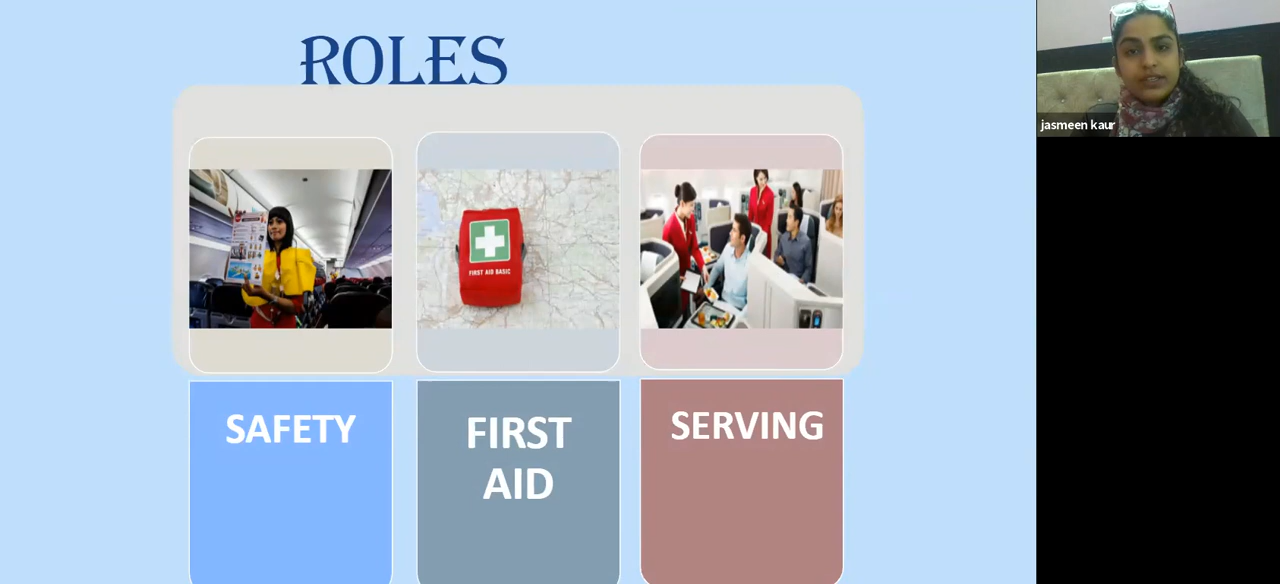 ROLES
jasmeen kaur
FIRST AID BASIC
SAFETY
FIRST
AID
SERVING